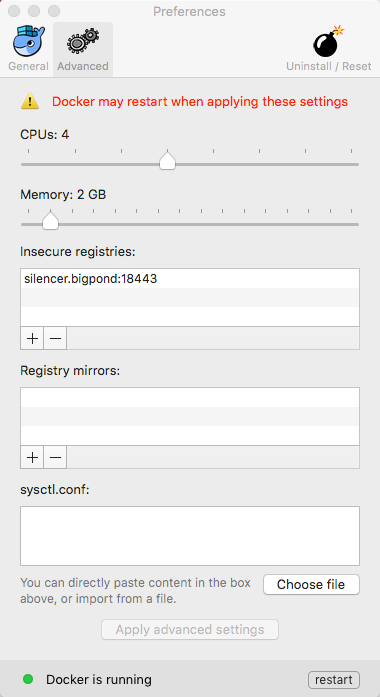 Preferences
General
Advanced
Uninstall / Reset
Docker may restart when applying these settings
CPUs: 4
Memory: 2 GB
Insecure registries:
silencer.bigpond:18443
+ −
Registry mirrors:
+ −
sysctl.conf:
You can directly paste content in the box
above, or import from a file.
Choose file
Apply advanced settings
Docker is running
restart